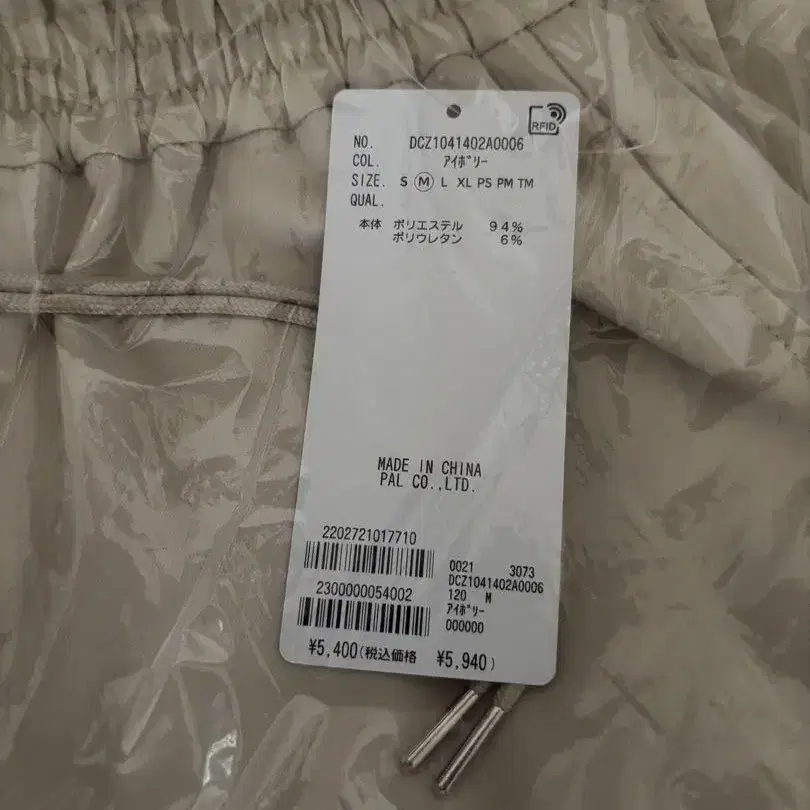 RFID
NO. DCZ1041402A0006
COL. ｱｲﾎﾞﾘｰ
SIZE. S M L XL PS PM TM
QUAL.
本体 ポリエステル 94%
ポリウレタン 6%
MADE IN CHINA
PAL CO.,LTD.
2202721017710
2300000054002
0021 3073
DCZ1041402A0006
120 M
ｱｲﾎﾞﾘｰ
000000
¥5,400(税込価格 ¥5,940)